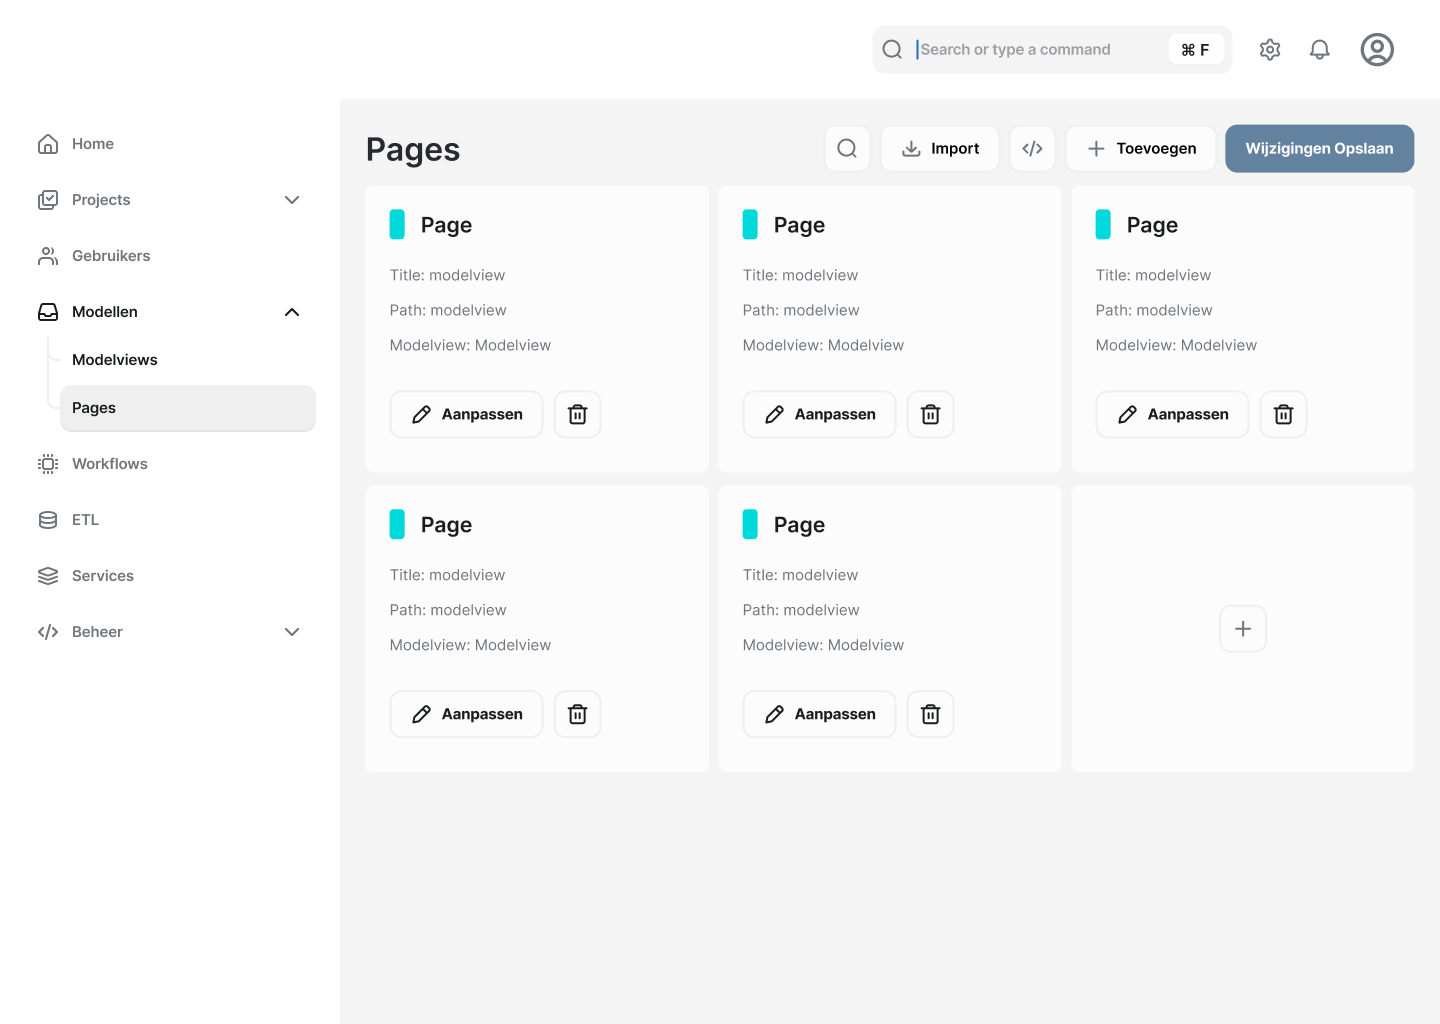 Search or type a command
⌘ F
Home
Projects
Gebruikers
Modellen
Modelviews
Pages
Workflows
ETL
Services
Beheer
Pages
Import
Toevoegen
Wijzigingen Opslaan
Page
Title: modelview
Path: modelview
Modelview: Modelview
Aanpassen
Page
Title: modelview
Path: modelview
Modelview: Modelview
Aanpassen
Page
Title: modelview
Path: modelview
Modelview: Modelview
Aanpassen
Page
Title: modelview
Path: modelview
Modelview: Modelview
Aanpassen
Page
Title: modelview
Path: modelview
Modelview: Modelview
Aanpassen